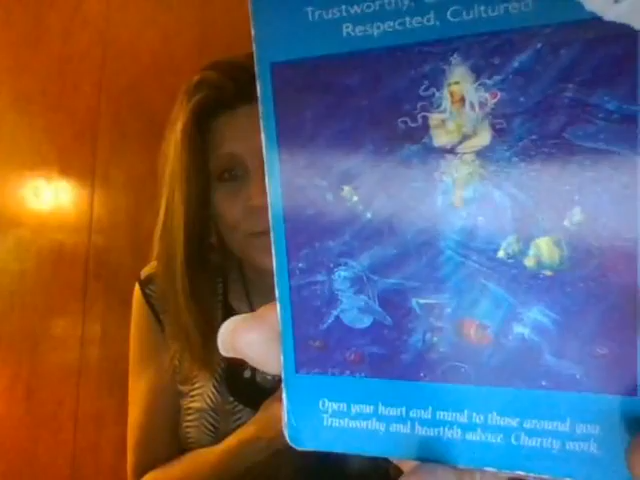 Trustworthy,
Respected, Cultured
Open your heart and mind to those around you
Trustworthy and heartfelt advice. Charity work.